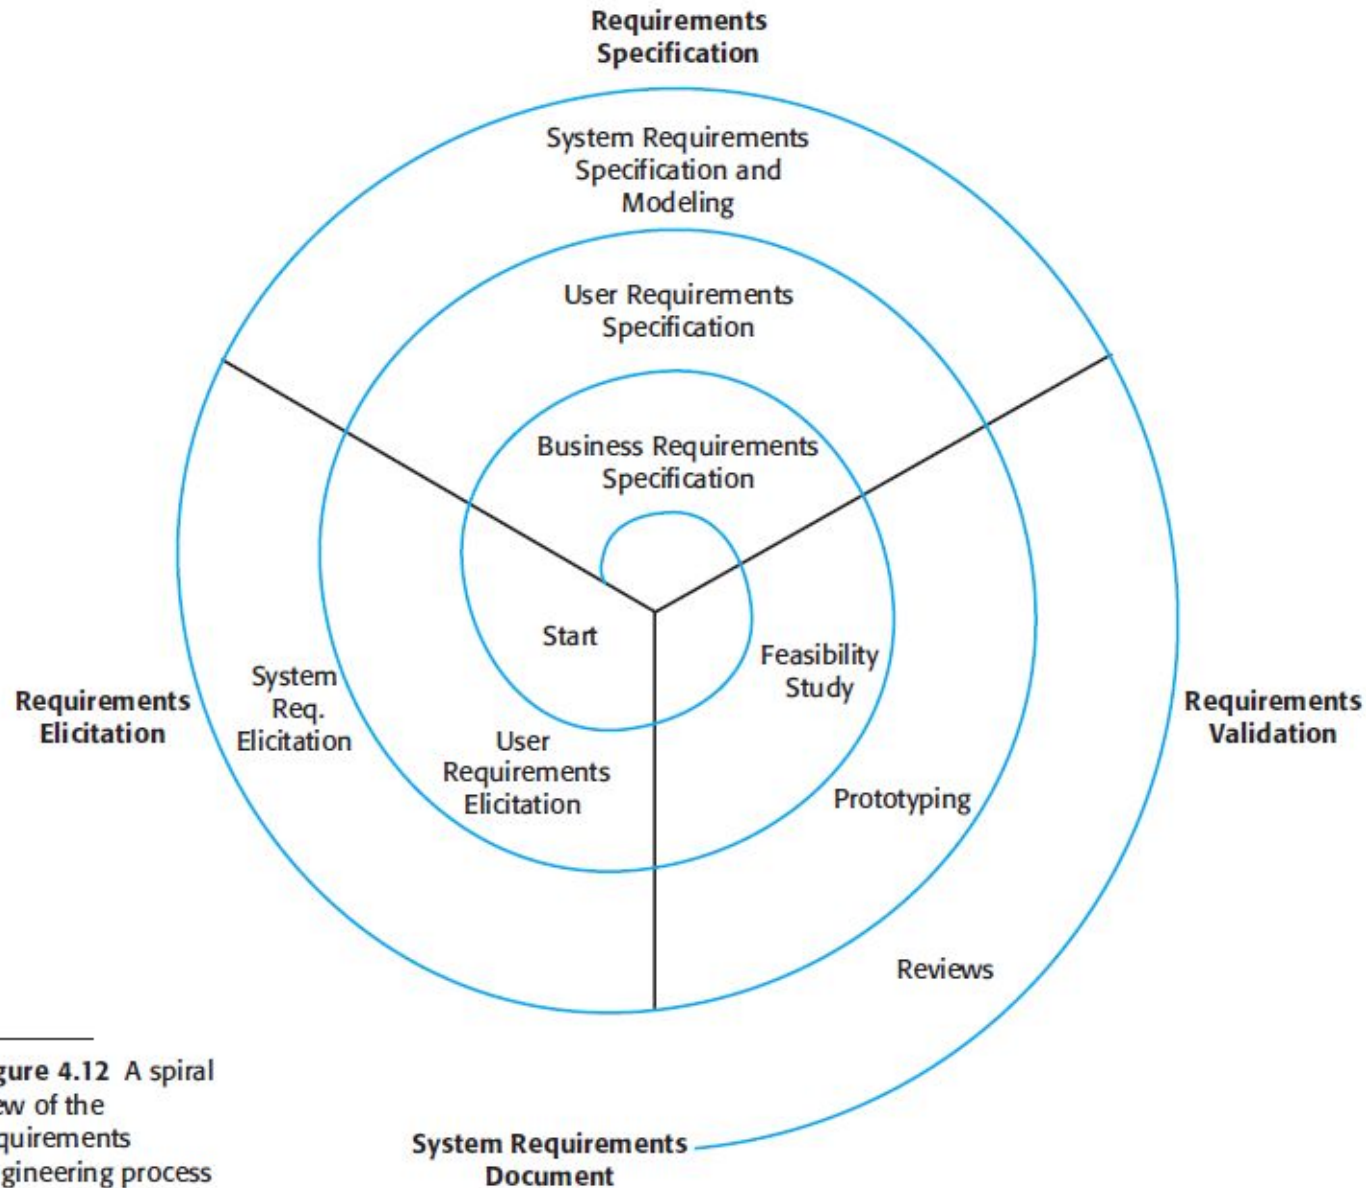 Requirements
Specification
System Requirements
Specification and
Modeling
User Requirements
Specification
Business Requirements
Specification
Start
Feasibility
Study
System
Req.
Elicitation
Requirements
Elicitation
Requirements
Validation
User
Requirements
Elicitation
Prototyping
Reviews
gure 4.12 A spiral
ew of the
quirements
gineering process
System Requirements
Document